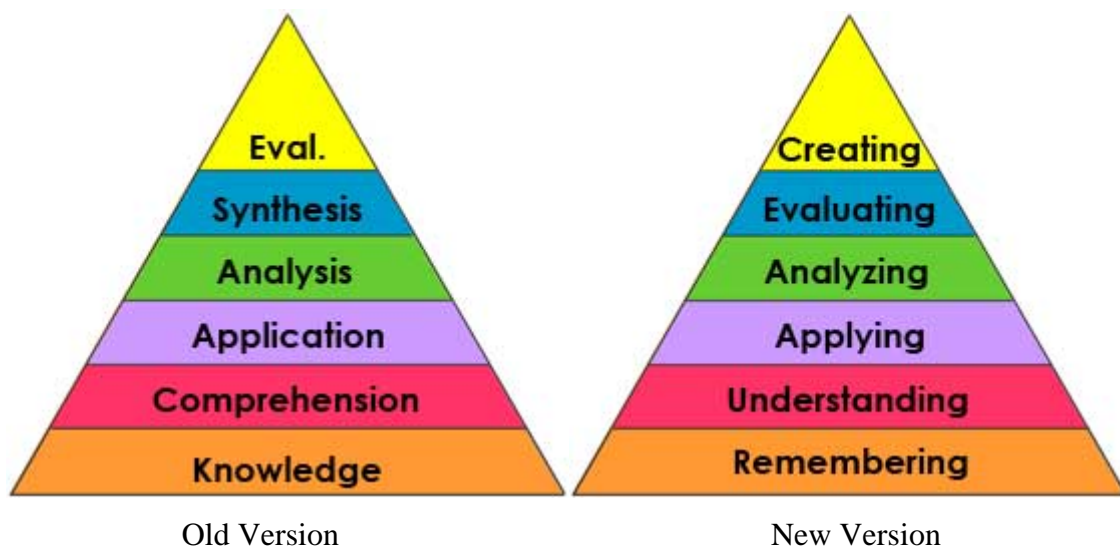 Eval.
Synthesis
Analysis
Application
Comprehension
Knowledge
Old Version
Creating
Evaluating
Analyzing
Applying
Understanding
Remembering
New Version